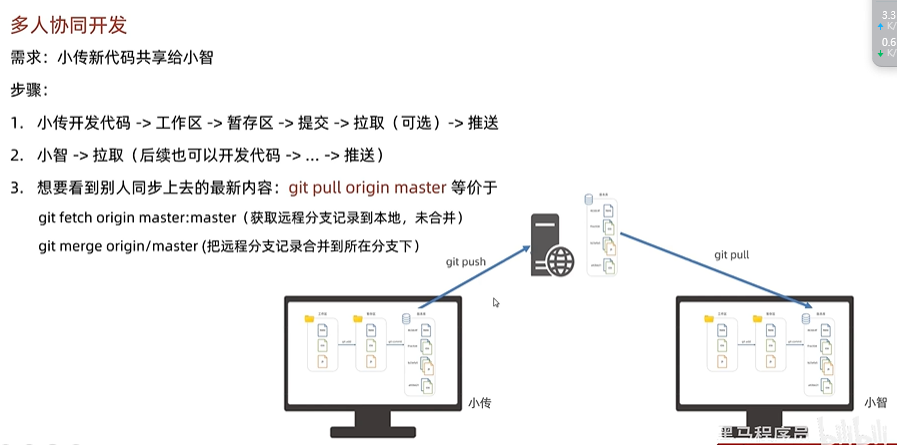 多人协同开发
需求：小传新代码共享给小智
步骤：
1. 小传开发代码 -> 工作区 -> 暂存区 -> 提交 -> 拉取（可选）-> 推送
2. 小智 -> 拉取（后续也可以开发代码 -> ... -> 推送）
3. 想要看到别人同步上去的最新内容：git pull origin master 等价于
git fetch origin master:master（获取远程分支记录到本地，未合并）
git merge origin/master (把远程分支记录合并到所在分支下）
git push
git pull
小传
小智
黑马程序员
bilibili
3.3
K/
0.6
K/